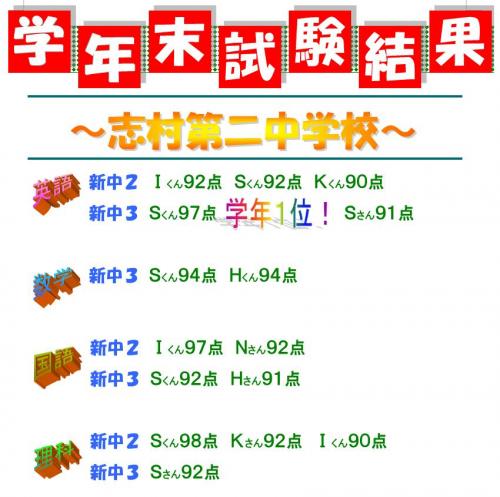 学年末試験結果
～志村第二中学校～
英語 新中2 Iくん92点 Sくん92点 Kくん90点
新中3 Sくん97点 学年1位！ Sさん91点
数学 新中3 Sくん94点 Hくん94点
国語 新中2 Iくん97点 Nさん92点
新中3 Sくん92点 Hさん91点
理科 新中2 Sくん98点 Kさん92点 Iくん90点
新中3 Sさん92点